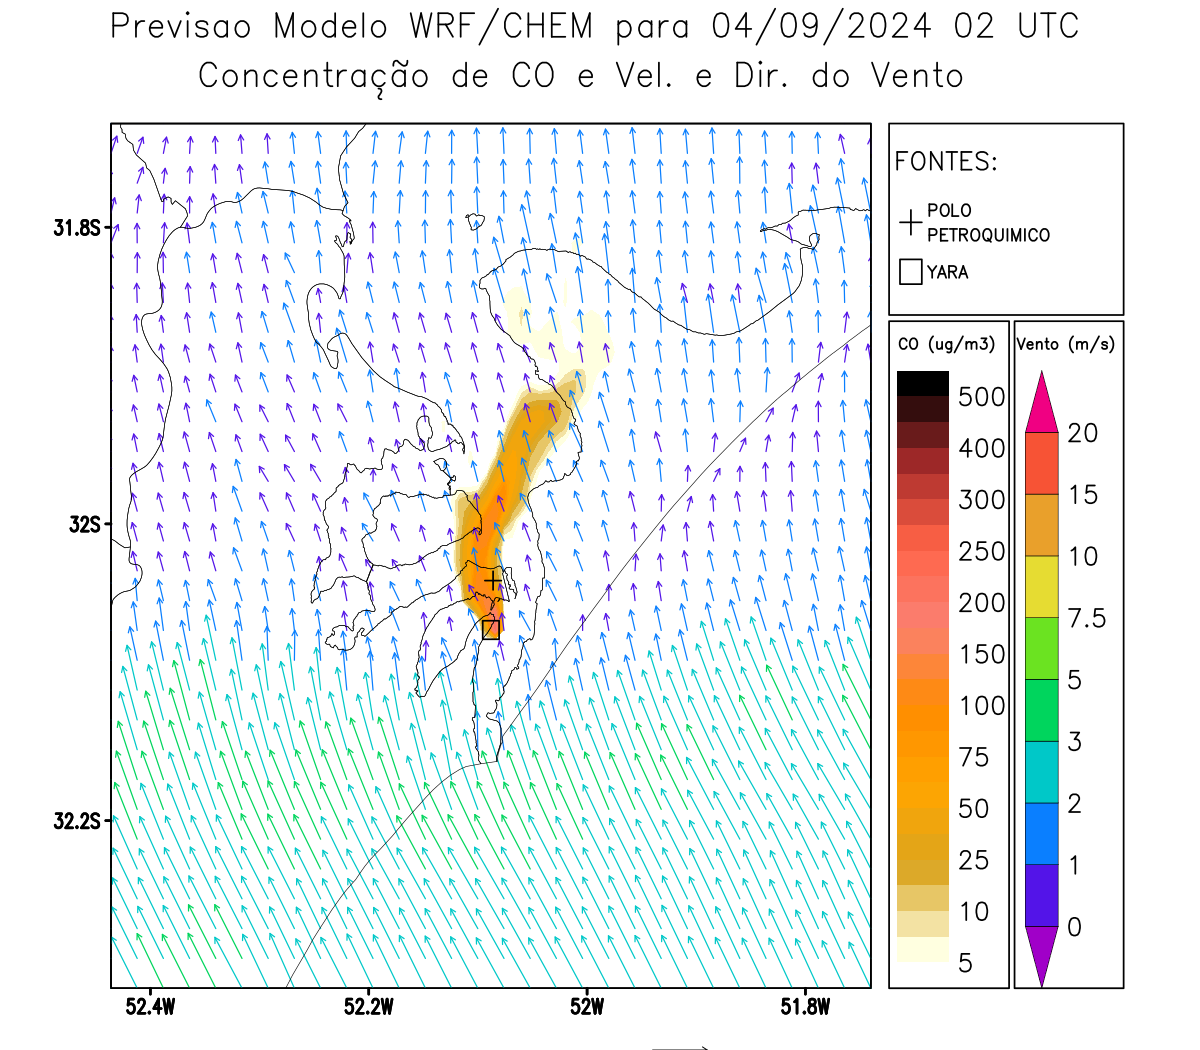 Previsao Modelo WRF/CHEM para 04/09/2024 02 UTC
Concentração de CO e Vel. e Dir. do Vento
FONTES:
POLO
PETROQUIMICO
YARA
CO (ug/m3)
500
400
300
250
200
150
100
75
50
25
10
5
Vento (m/s)
20
15
10
7.5
5
3
2
1
0
31.8S
32S
32.2S
52.4W
52.2W
52W
51.8W